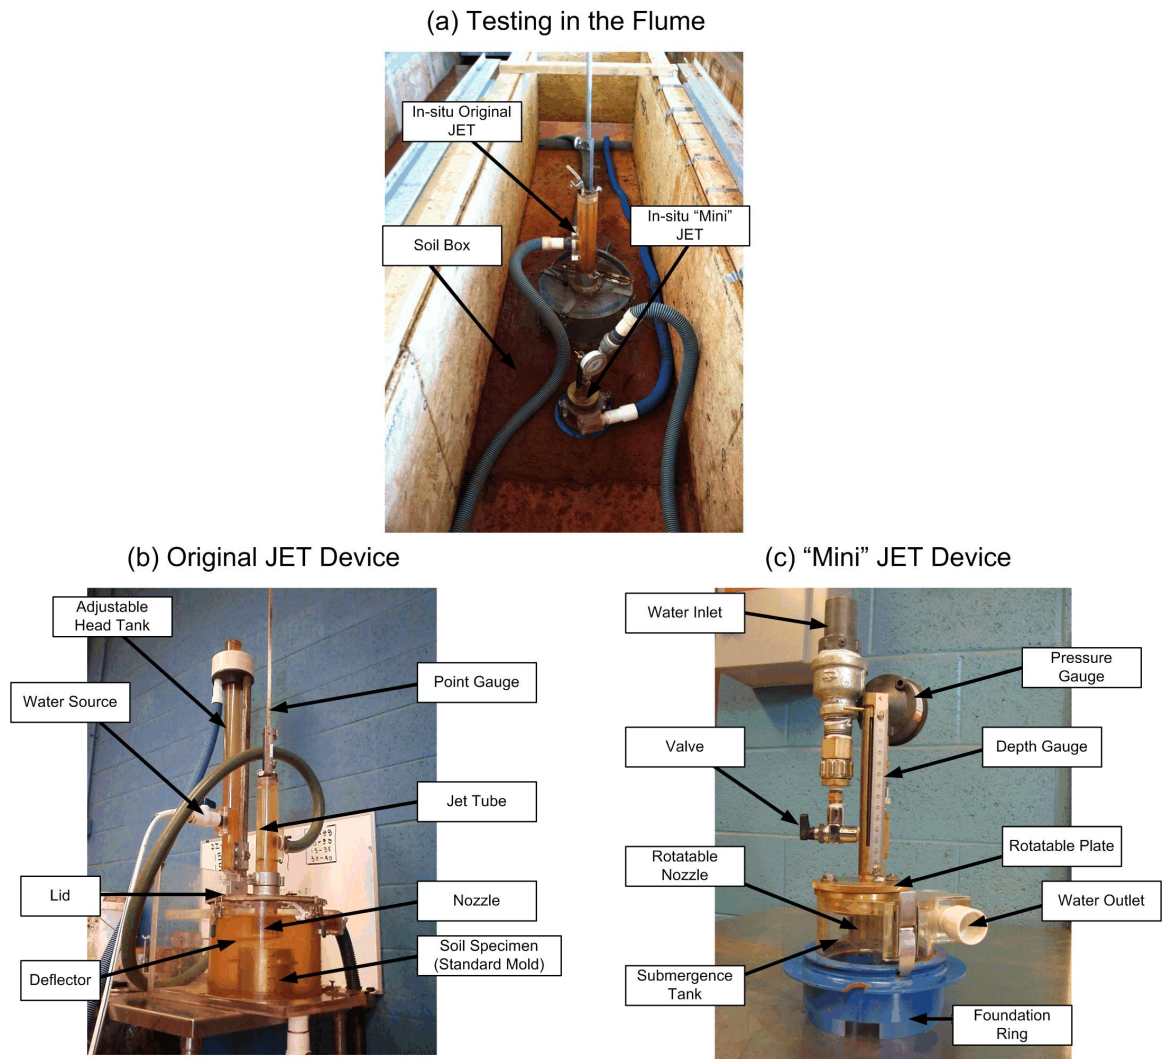 (a) Testing in the Flume
In-situ Original
JET
In-situ “Mini”
JET
Soil Box
(b) Original JET Device
Adjustable
Head Tank
Water Source
Point Gauge
Jet Tube
Lid
Nozzle
Deflector
Soil Specimen
(Standard Mold)
(c) “Mini” JET Device
Water Inlet
Pressure
Gauge
Valve
Depth Gauge
Rotatable
Nozzle
Rotatable Plate
Water Outlet
Submergence
Tank
Foundation
Ring